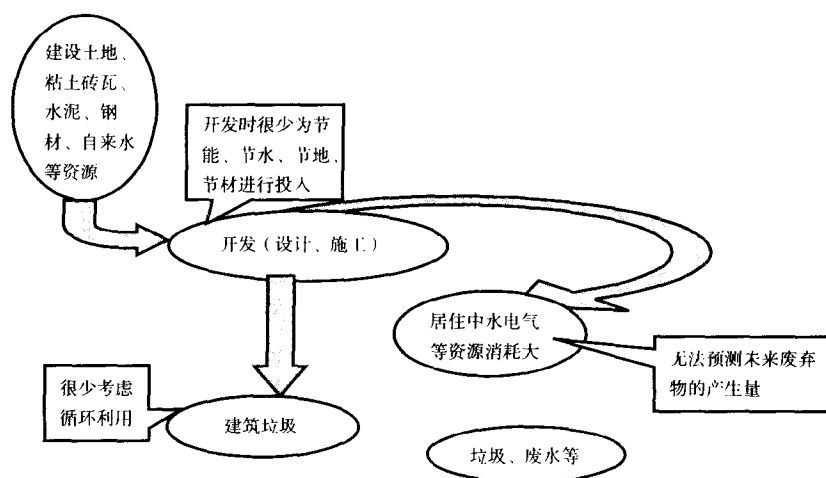 建设土地、
粘土砖瓦、
水泥、钢
材、自来水
等资源
开发时很少为节
能、节水、节地、
节材进行投入
开发（设计、施工）
居住中水电气
等资源消耗大
无法预测未来废弃
物的产生量
很少考虑
循环利用
建筑垃圾
垃圾、废水等